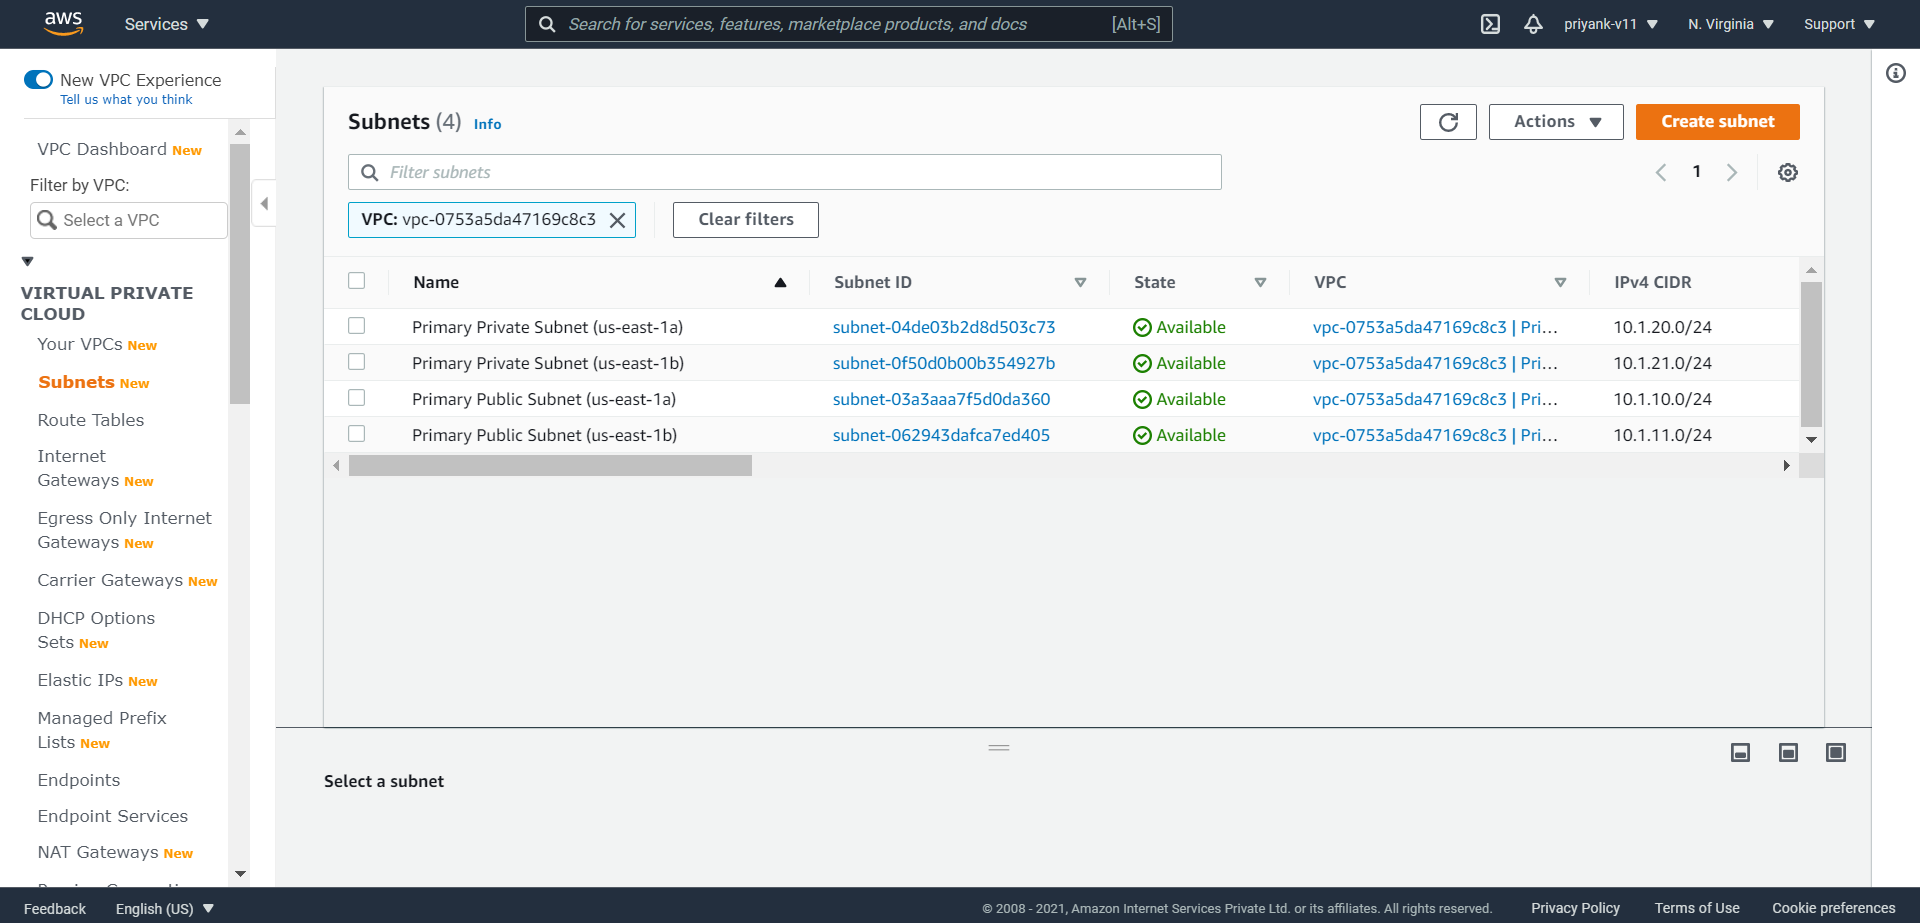 aws
Services
Search for services, features, marketplace products, and docs [Alt+S]
priyank-v11
N. Virginia
Support
New VPC Experience
Tell us what you think
VPC Dashboard New
Filter by VPC:
Select a VPC
VIRTUAL PRIVATE
CLOUD
Your VPCs New
Subnets New
Route Tables
Internet
Gateways New
Egress Only Internet
Gateways New
Carrier Gateways New
DHCP Options
Sets New
Elastic IPs New
Managed Prefix
Lists New
Endpoints
Endpoint Services
NAT Gateways New
Subnets (4) Info
Actions
Create subnet
Filter subnets
1
VPC: vpc-0753a5da47169c8c3
Clear filters
Name Subnet ID State VPC IPv4 CIDR
Primary Private Subnet (us-east-1a) subnet-04de03b2d8d503c73 Available vpc-0753a5da47169c8c3 | Pri... 10.1.20.0/24
Primary Private Subnet (us-east-1b) subnet-0f50d0b00b354927b Available vpc-0753a5da47169c8c3 | Pri... 10.1.21.0/24
Primary Public Subnet (us-east-1a) subnet-03a3aaa7f5d0da360 Available vpc-0753a5da47169c8c3 | Pri... 10.1.10.0/24
Primary Public Subnet (us-east-1b) subnet-062943dafca7ed405 Available vpc-0753a5da47169c8c3 | Pri... 10.1.11.0/24
Select a subnet
Feedback
English (US)
© 2008 - 2021, Amazon Internet Services Private Ltd. or its affiliates. All rights reserved.
Privacy Policy
Terms of Use
Cookie preferences